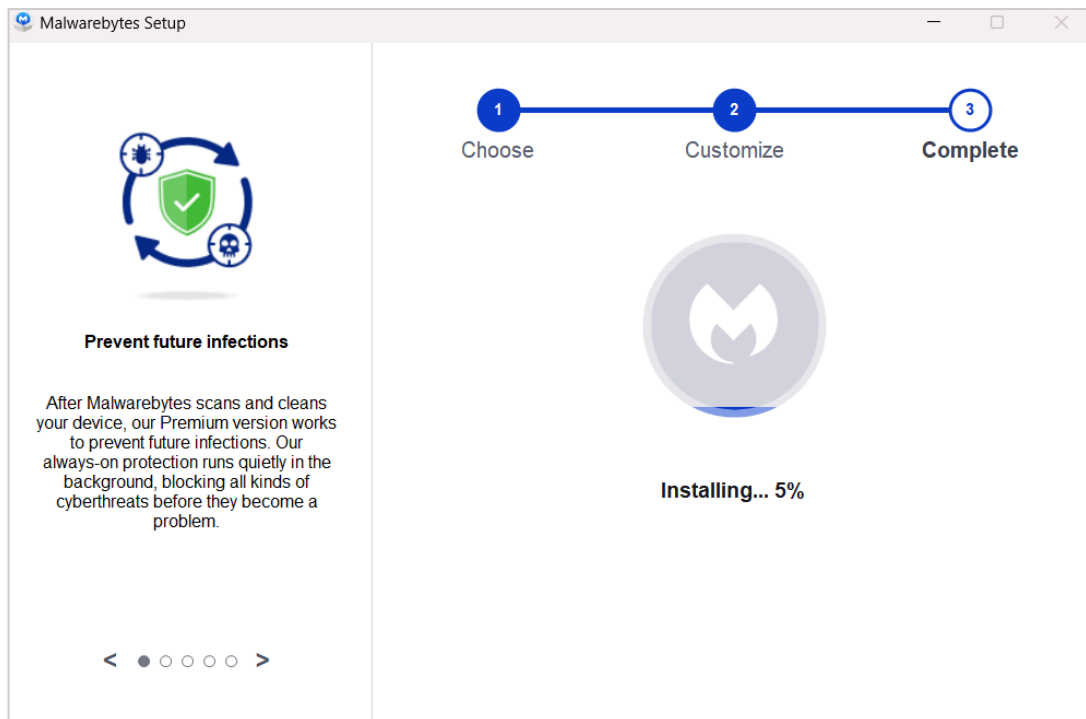 Malwarebytes Setup
1
2
3
Choose
Customize
Complete
Prevent future infections
After Malwarebytes scans and cleans
your device, our Premium version works
to prevent future infections. Our
always-on protection runs quietly in the
background, blocking all kinds of
cyberthreats before they become a
problem.
Installing... 5%
< >